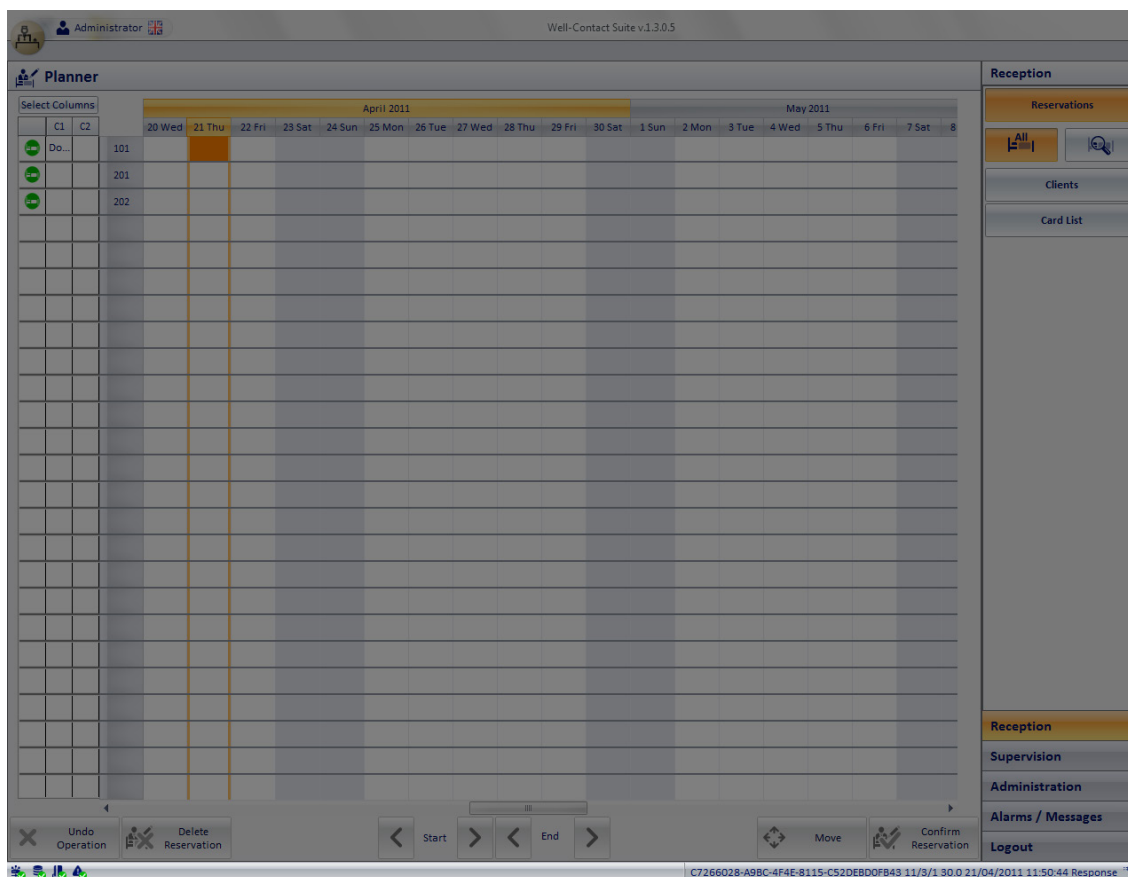 Administrator
Well-Contact Suite v.1.3.0.5
Planner
Reception
Select Columns
April 2011
May 2011
Reservations
C1 C2
20 Wed 21 Thu 22 Fri 23 Sat 24 Sun 25 Mon 26 Tue 27 Wed 28 Thu 29 Fri 30 Sat 1 Sun 2 Mon 3 Tue 4 Wed 5 Thu 6 Fri 7 Sat 8
All
Do...
101
201
202
Clients
Card List
Reception
Supervision
Administration
Alarms / Messages
Logout
Undo
Operation
Delete
Reservation
Start
End
Move
Confirm
Reservation
C7266028-A9BC-4F4E-8115-C52DEBD0FB43 11/3/1 30.0 21/04/2011 11:50:44 Response